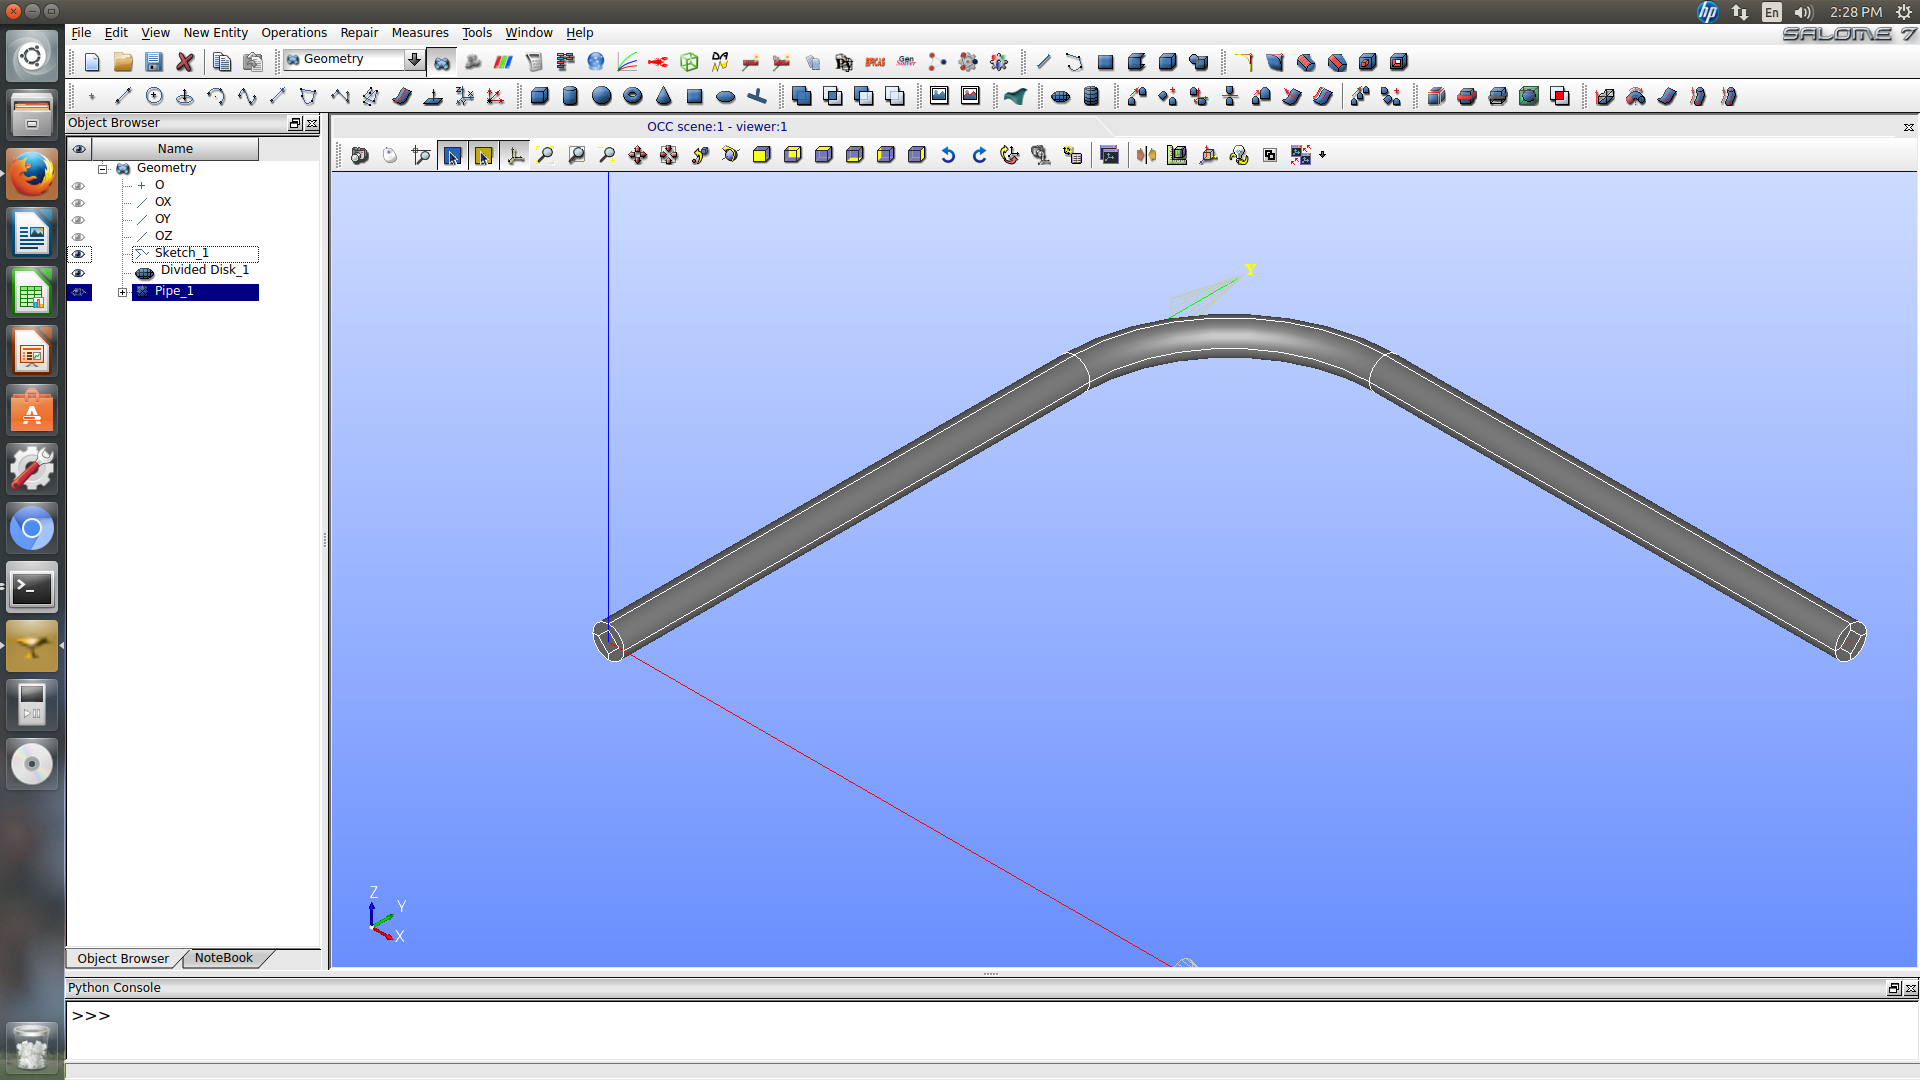 2:28 PM
En
File Edit View New Entity Operations Repair Measures Tools Window Help
SALOME 7
Geometry
Object Browser
OCC scene:1 - viewer:1
Name
Geometry
O
OX
OY
OZ
Sketch_1
Divided Disk_1
Pipe_1
Y
Z
Y
X
Object Browser NoteBook
Python Console
>>>